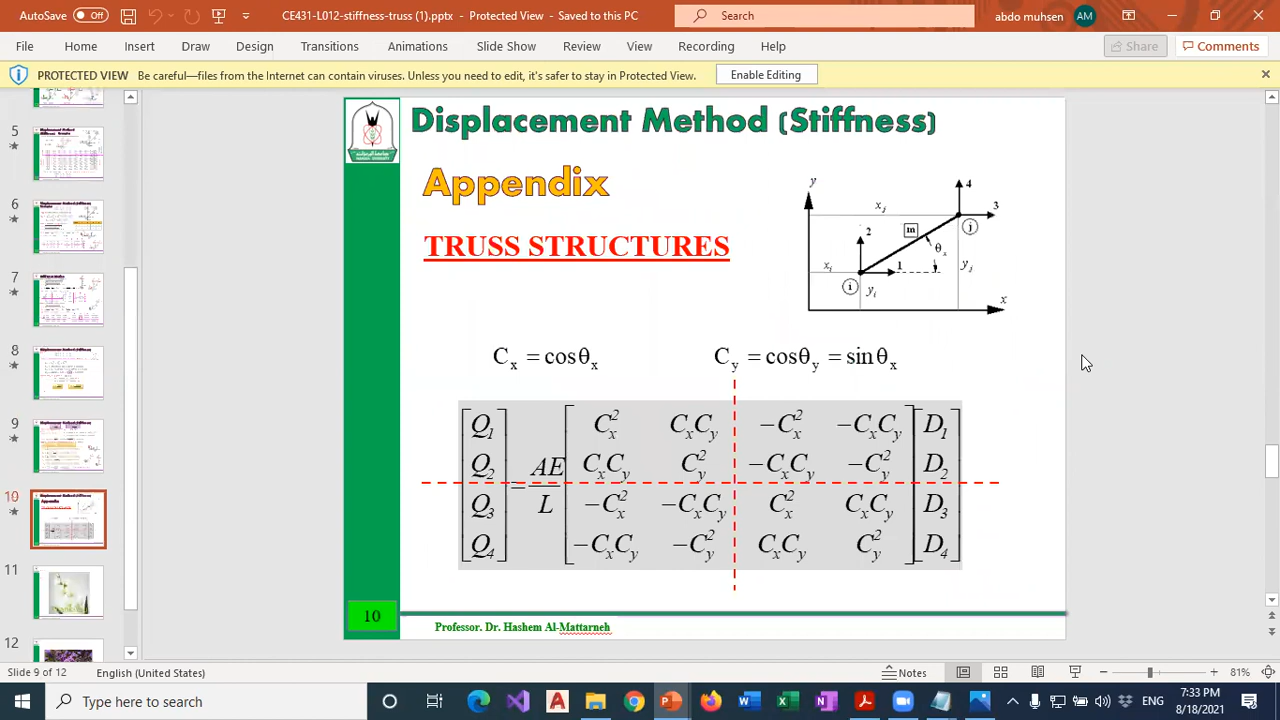 AutoSave Off
CE431-L012-stiffness-truss (1).pptx - Protected View - Saved to this PC
Search
abdo muhsen AM
File Home Insert Draw Design Transitions Animations Slide Show Review View Recording Help Share Comments
PROTECTED VIEW Be careful—files from the Internet can contain viruses. Unless you need to edit, it's safer to stay in Protected View. Enable Editing
5
6
7
8
9
10
11
12
Displacement Method (Stiffness)
Appendix
TRUSS STRUCTURES
y
4
x_j
3
m
j
2
θ_x
x_i
1
y_j
i
y_i
x
C_x = cosθ_x C_y = cosθ_y = sinθ_x
Q_1 C_x^2 C_xC_y -C_x^2 -C_xC_y D_1
Q_2 = AE/L C_xC_y C_y^2 -C_xC_y -C_y^2 D_2
Q_3 -C_x^2 -C_xC_y C_x^2 C_xC_y D_3
Q_4 -C_xC_y -C_y^2 C_xC_y C_y^2 D_4
10
Professor. Dr. Hashem Al-Mattarneh
Slide 9 of 12 English (United States) Notes 81%
Type here to search
ENG
7:33 PM
8/18/2021